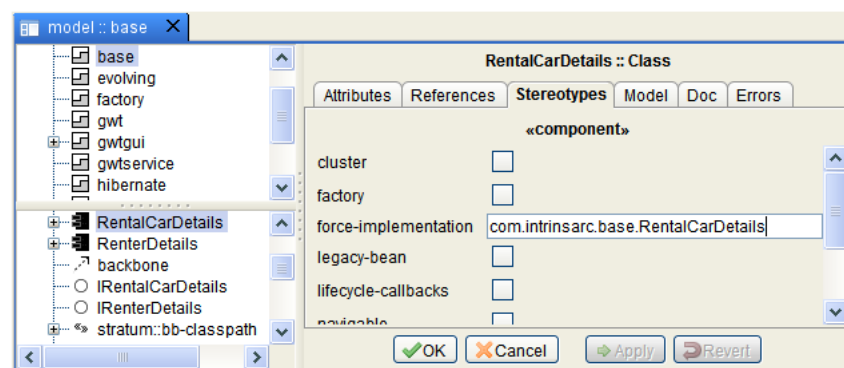 model :: base
base
evolving
factory
gwt
gwtgui
gwtservice
hibernate
RentalCarDetails
RenterDetails
backbone
IRentalCarDetails
IRenterDetails
stratum::bb-classpath
RentalCarDetails :: Class
Attributes References Stereotypes Model Doc Errors
«component»
cluster
factory
force-implementation com.intrinsarc.base.RentalCarDetails
legacy-bean
lifecycle-callbacks
navigable
OK Cancel Apply Revert